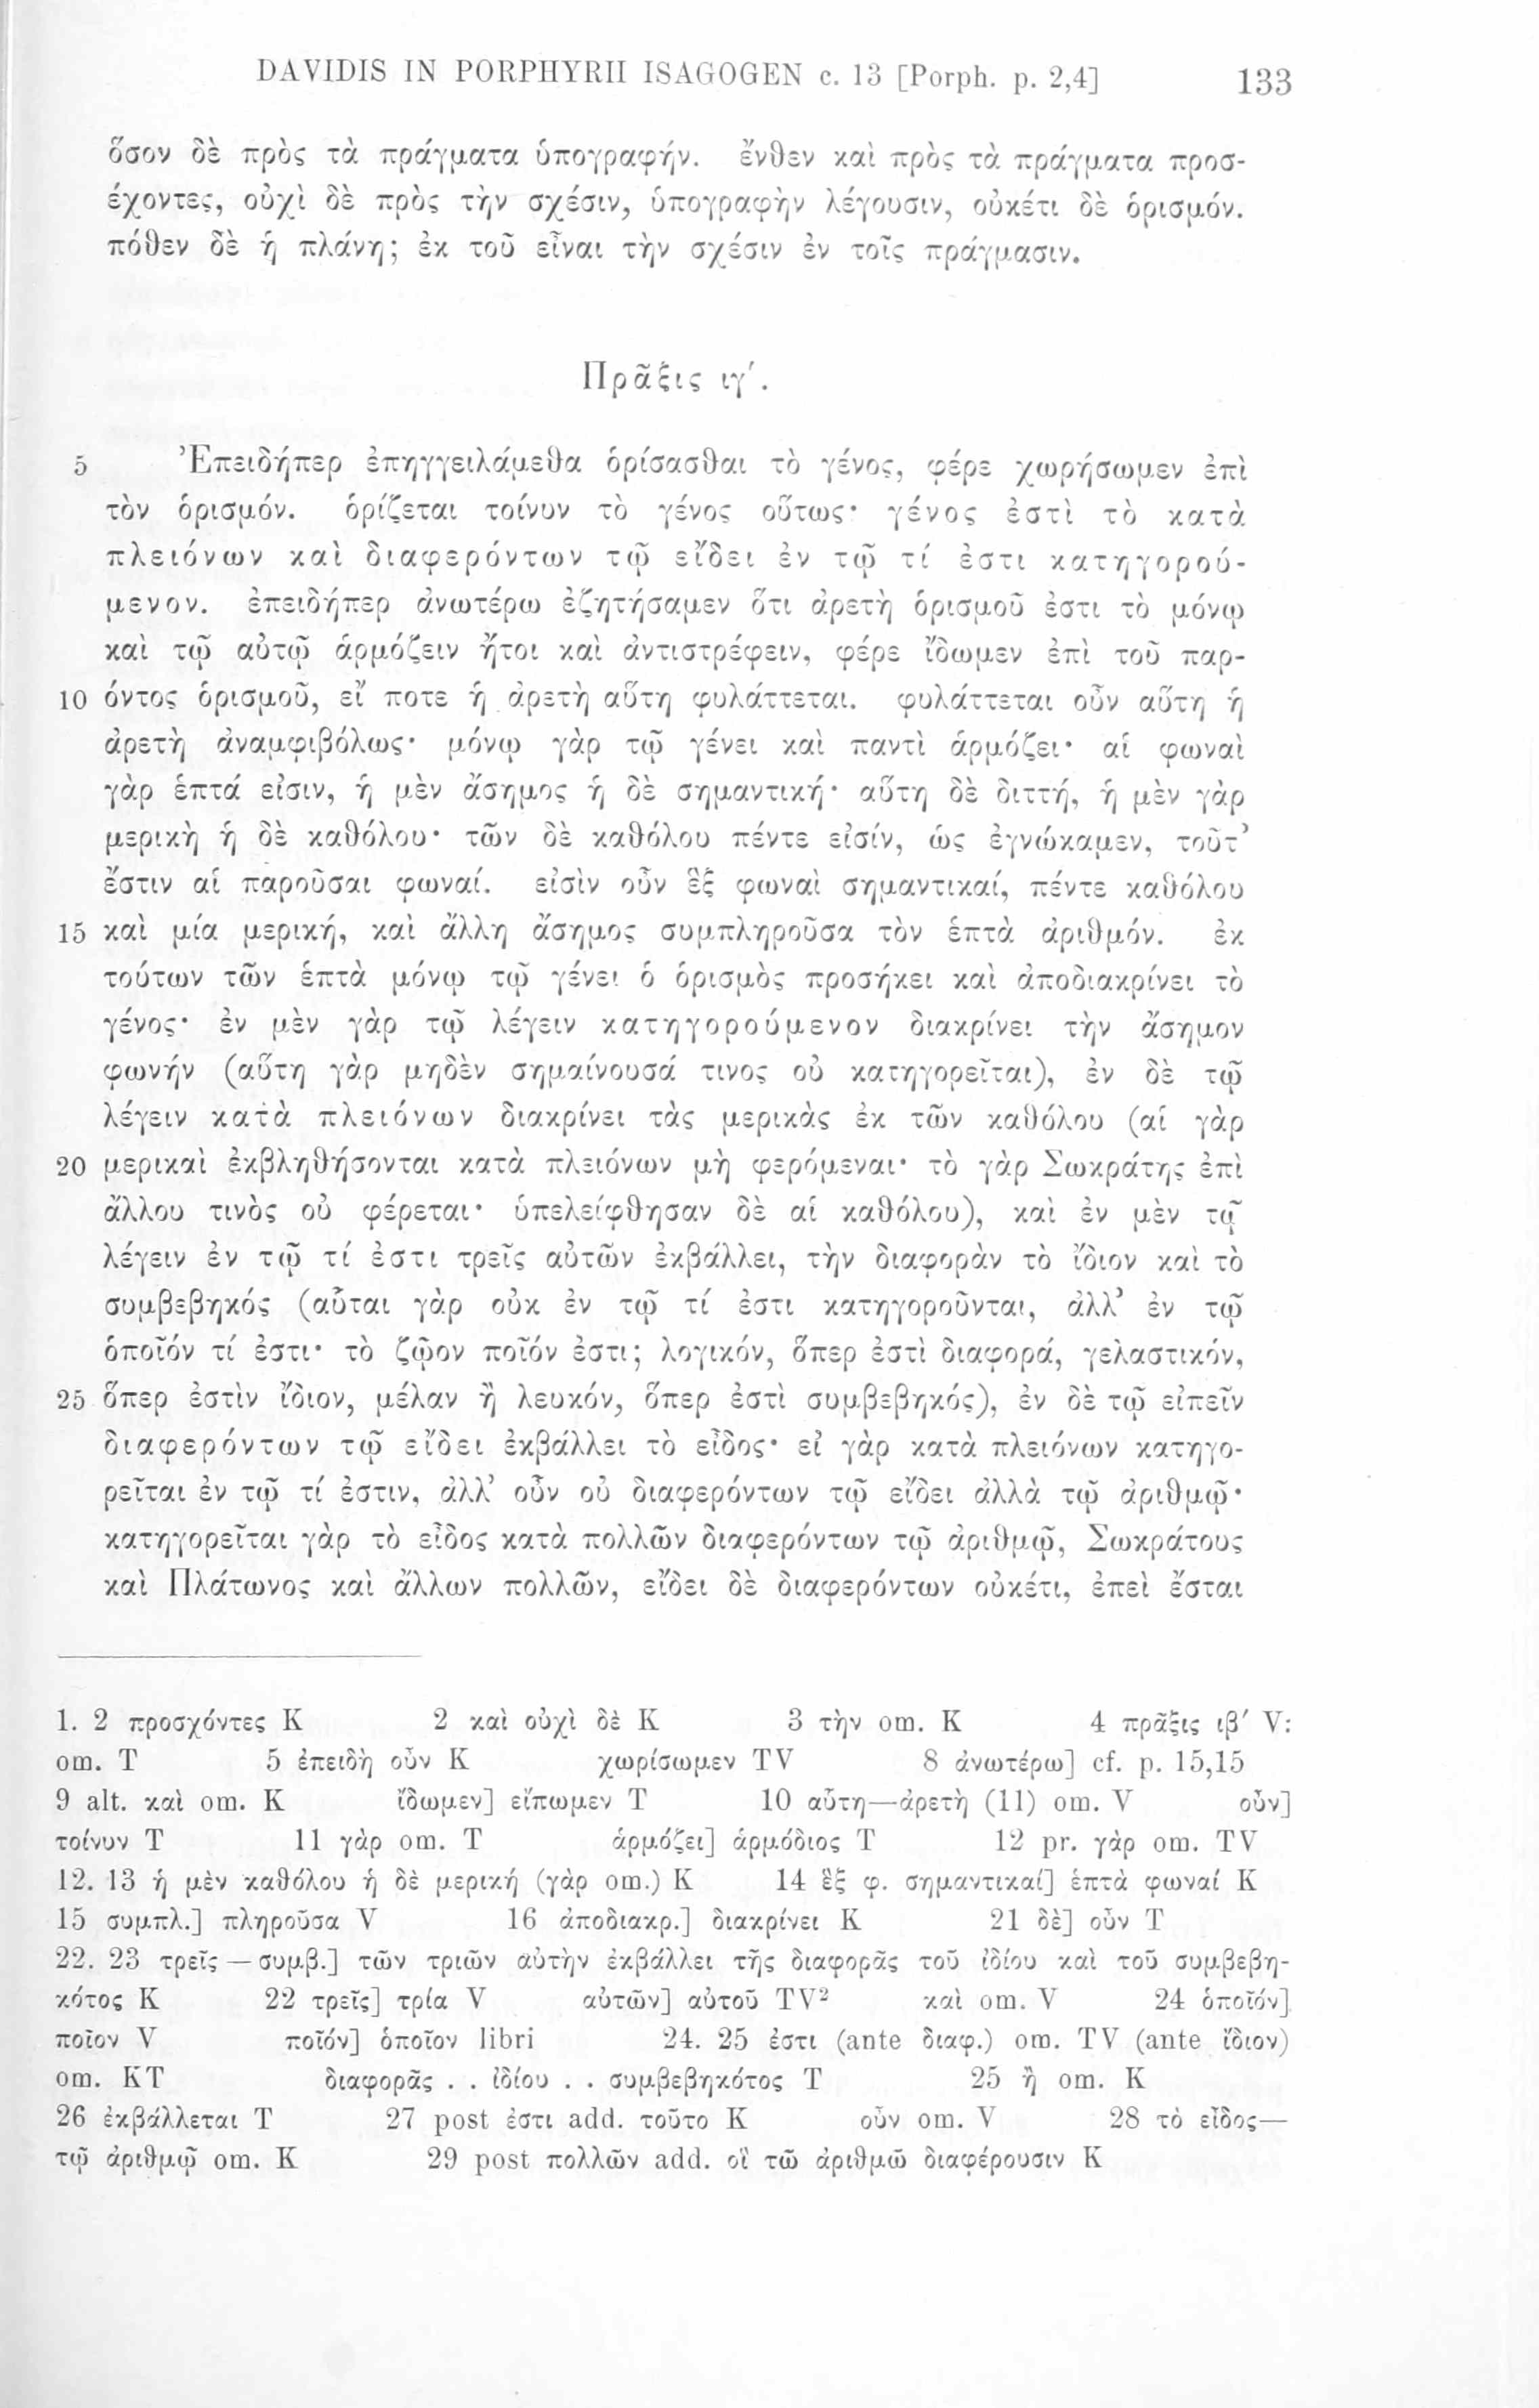 DAVIDIS IN PORPHYRII ISAGOGEN c. 13 [Porph. p. 2,4] 133
ὅσον δὲ πρὸς τὰ πράγματα ὑπογραφήν. ἔνθεν καὶ πρὸς τὰ πράγματα προσ-
έχοντες, οὐχὶ δὲ πρὸς τὴν σχέσιν, ὑπογραφὴν λέγουσιν, οὐκέτι δὲ ὁρισμόν.
πόθεν δὲ ἡ πλάνη; ἐκ τοῦ εἶναι τὴν σχέσιν ἐν τοῖς πράγμασιν.
Πρᾶξις ιγ΄.
5 Ἐπειδήπερ ἐπηγγειλάμεθα ὁρίσασθαι τὸ γένος, φέρε χωρήσωμεν ἐπὶ
τὸν ὁρισμόν. ὁρίζεται τοίνυν τὸ γένος οὕτως· γένος ἐστὶ τὸ κατὰ
πλειόνων καὶ διαφερόντων τῷ εἴδει ἐν τῷ τί ἐστι κατηγορού-
μενον. ἐπειδήπερ ἀνωτέρω ἐζητήσαμεν ὅτι ἀρετὴ ὁρισμοῦ ἐστι τὸ μόνῳ
καὶ τῷ αὐτῷ ἁρμόζειν ἤτοι καὶ ἀντιστρέφειν, φέρε ἴδωμεν ἐπὶ τοῦ παρ-
10 όντος ὁρισμοῦ, εἴ ποτε ἡ ἀρετὴ αὕτη φυλάττεται. φυλάττεται οὖν αὕτη ἡ
ἀρετὴ ἀναμφιβόλως· μόνῳ γὰρ τῷ γένει καὶ παντὶ ἁρμόζει· αἱ φωναὶ
γὰρ ἑπτά εἰσιν, ἡ μὲν ἄσημος ἡ δὲ σημαντική· αὕτη δὲ διττή, ἡ μὲν γὰρ
μερικὴ ἡ δὲ καθόλου· τῶν δὲ καθόλου πέντε εἰσίν, ὡς ἐγνώκαμεν, τοῦτ’
ἔστιν αἱ παροῦσαι φωναί. εἰσὶν οὖν ἓξ φωναὶ σημαντικαί, πέντε καθόλου
15 καὶ μία μερική, καὶ ἄλλη ἄσημος συμπληροῦσα τὸν ἑπτὰ ἀριθμόν. ἐκ
τούτων τῶν ἑπτὰ μόνῳ τῷ γένει ὁ ὁρισμὸς προσήκει καὶ ἀποδιακρίνει τὸ
γένος· ἐν μὲν γὰρ τῷ λέγειν κατηγορούμενον διακρίνει τὴν ἄσημον
φωνήν (αὕτη γὰρ μηδὲν σημαίνουσά τινος οὐ κατηγορεῖται), ἐν δὲ τῷ
λέγειν κατὰ πλειόνων διακρίνει τὰς μερικὰς ἐκ τῶν καθόλου (αἱ γὰρ
20 μερικαὶ ἐκβληθήσονται κατὰ πλειόνων μὴ φερόμεναι· τὸ γὰρ Σωκράτης ἐπὶ
ἄλλου τινὸς οὐ φέρεται· ὑπελείφθησαν δὲ αἱ καθόλου), καὶ ἐν μὲν τῷ
λέγειν ἐν τῷ τί ἐστι τρεῖς αὐτῶν ἐκβάλλει, τὴν διαφορὰν τὸ ἴδιον καὶ τὸ
συμβεβηκός (αὗται γὰρ οὐκ ἐν τῷ τί ἐστι κατηγοροῦνται, ἀλλ’ ἐν τῷ
ὁποῖόν τί ἐστι· τὸ ζῷον ποῖόν ἐστι; λογικόν, ὅπερ ἐστὶ διαφορά, γελαστικόν,
25 ὅπερ ἐστὶν ἴδιον, μέλαν ἢ λευκόν, ὅπερ ἐστὶ συμβεβηκός), ἐν δὲ τῷ εἰπεῖν
διαφερόντων τῷ εἴδει ἐκβάλλει τὸ εἶδος· εἰ γὰρ κατὰ πλειόνων κατηγο-
ρεῖται ἐν τῷ τί ἐστιν, ἀλλ’ οὖν οὐ διαφερόντων τῷ εἴδει ἀλλὰ τῷ ἀριθμῷ·
κατηγορεῖται γὰρ τὸ εἶδος κατὰ πολλῶν διαφερόντων τῷ ἀριθμῷ, Σωκράτους
καὶ Πλάτωνος καὶ ἄλλων πολλῶν, εἴδει δὲ διαφερόντων οὐκέτι, ἐπεὶ ἔσται
1. 2 προσχόντες K 2 καὶ οὐχὶ δὲ K 3 τὴν om. K 4 πρᾶξις ιβ΄ V:
om. T 5 ἐπειδὴ οὖν K χωρίσωμεν TV 8 ἀνωτέρω] cf. p. 15,15
9 alt. καὶ om. K ἴδωμεν] εἴπωμεν T 10 αὕτη—ἀρετὴ (11) om. V οὖν]
τοίνυν T 11 γὰρ om. T ἁρμόζει] ἁρμόδιος T 12 pr. γὰρ om. TV
12. 13 ἡ μὲν καθόλου ἡ δὲ μερική (γὰρ om.) K 14 ἓξ φ. σημαντικαί] ἑπτὰ φωναί K
15 συμπλ.] πληροῦσα V 16 ἀποδιακρ.] διακρίνει K 21 δὲ] οὖν T
22. 23 τρεῖς — συμβ.] τῶν τριῶν αὐτὴν ἐκβάλλει τῆς διαφορᾶς τοῦ ἰδίου καὶ τοῦ συμβεβη-
κότος K 22 τρεῖς] τρία V αὐτῶν] αὐτοῦ TV² καὶ om. V 24 ὁποῖόν]
ποῖον V ποῖόν] ὁποῖον libri 24. 25 ἐστι (ante διαφ.) om. TV (ante ἴδιον)
om. KT διαφορᾶς . . ἰδίου . . συμβεβηκότος T 25 ἢ om. K
26 ἐκβάλλεται T 27 post ἐστι add. τοῦτο K οὖν om. V 28 τὸ εἶδος—
τῷ ἀριθμῷ om. K 29 post πολλῶν add. οἳ τῶ ἀριθμῶ διαφέρουσιν K